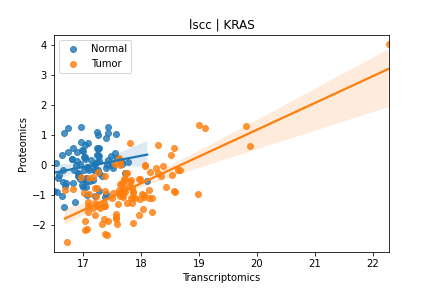 lscc | KRAS
Normal
Tumor
Proteomics
4
3
2
1
0
−1
−2
17 18 19 20 21 22
Transcriptomics